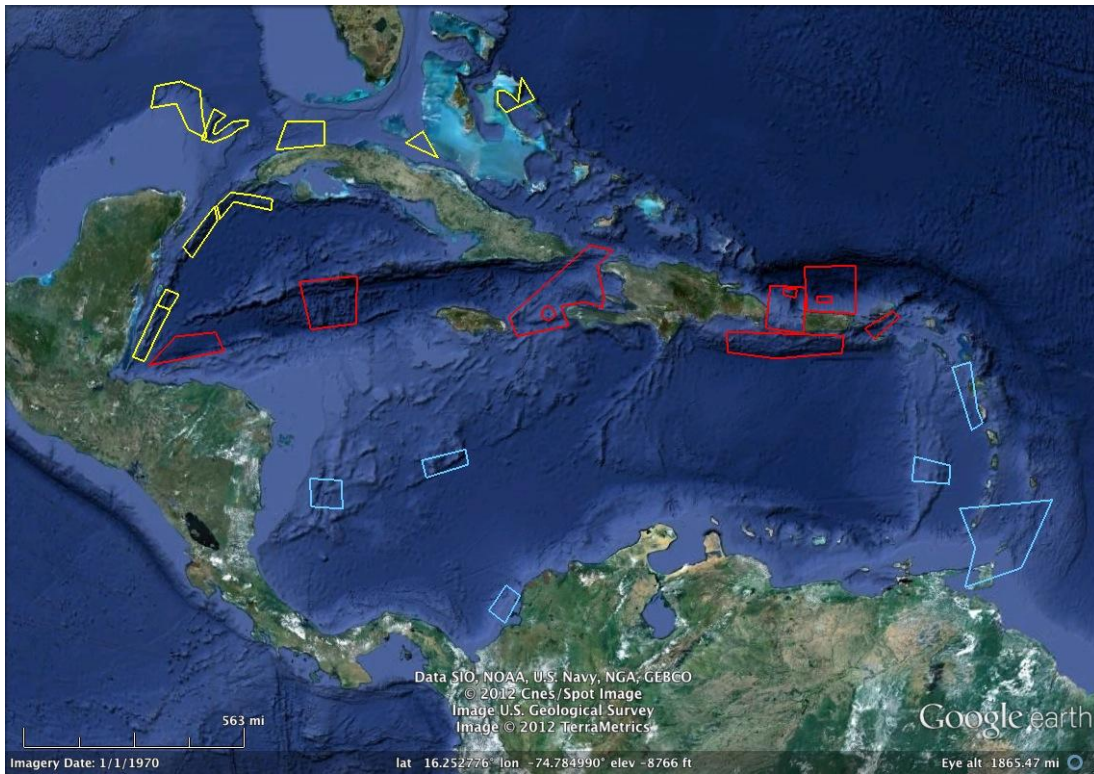 Data SIO, NOAA, U.S. Navy, NGA, GEBCO
© 2012 Cnes/Spot Image
Image U.S. Geological Survey
Image © 2012 TerraMetrics
Google earth
563 mi
Imagery Date: 1/1/1970 lat 16.252776° lon -74.784990° elev -8766 ft Eye alt 1865.47 mi